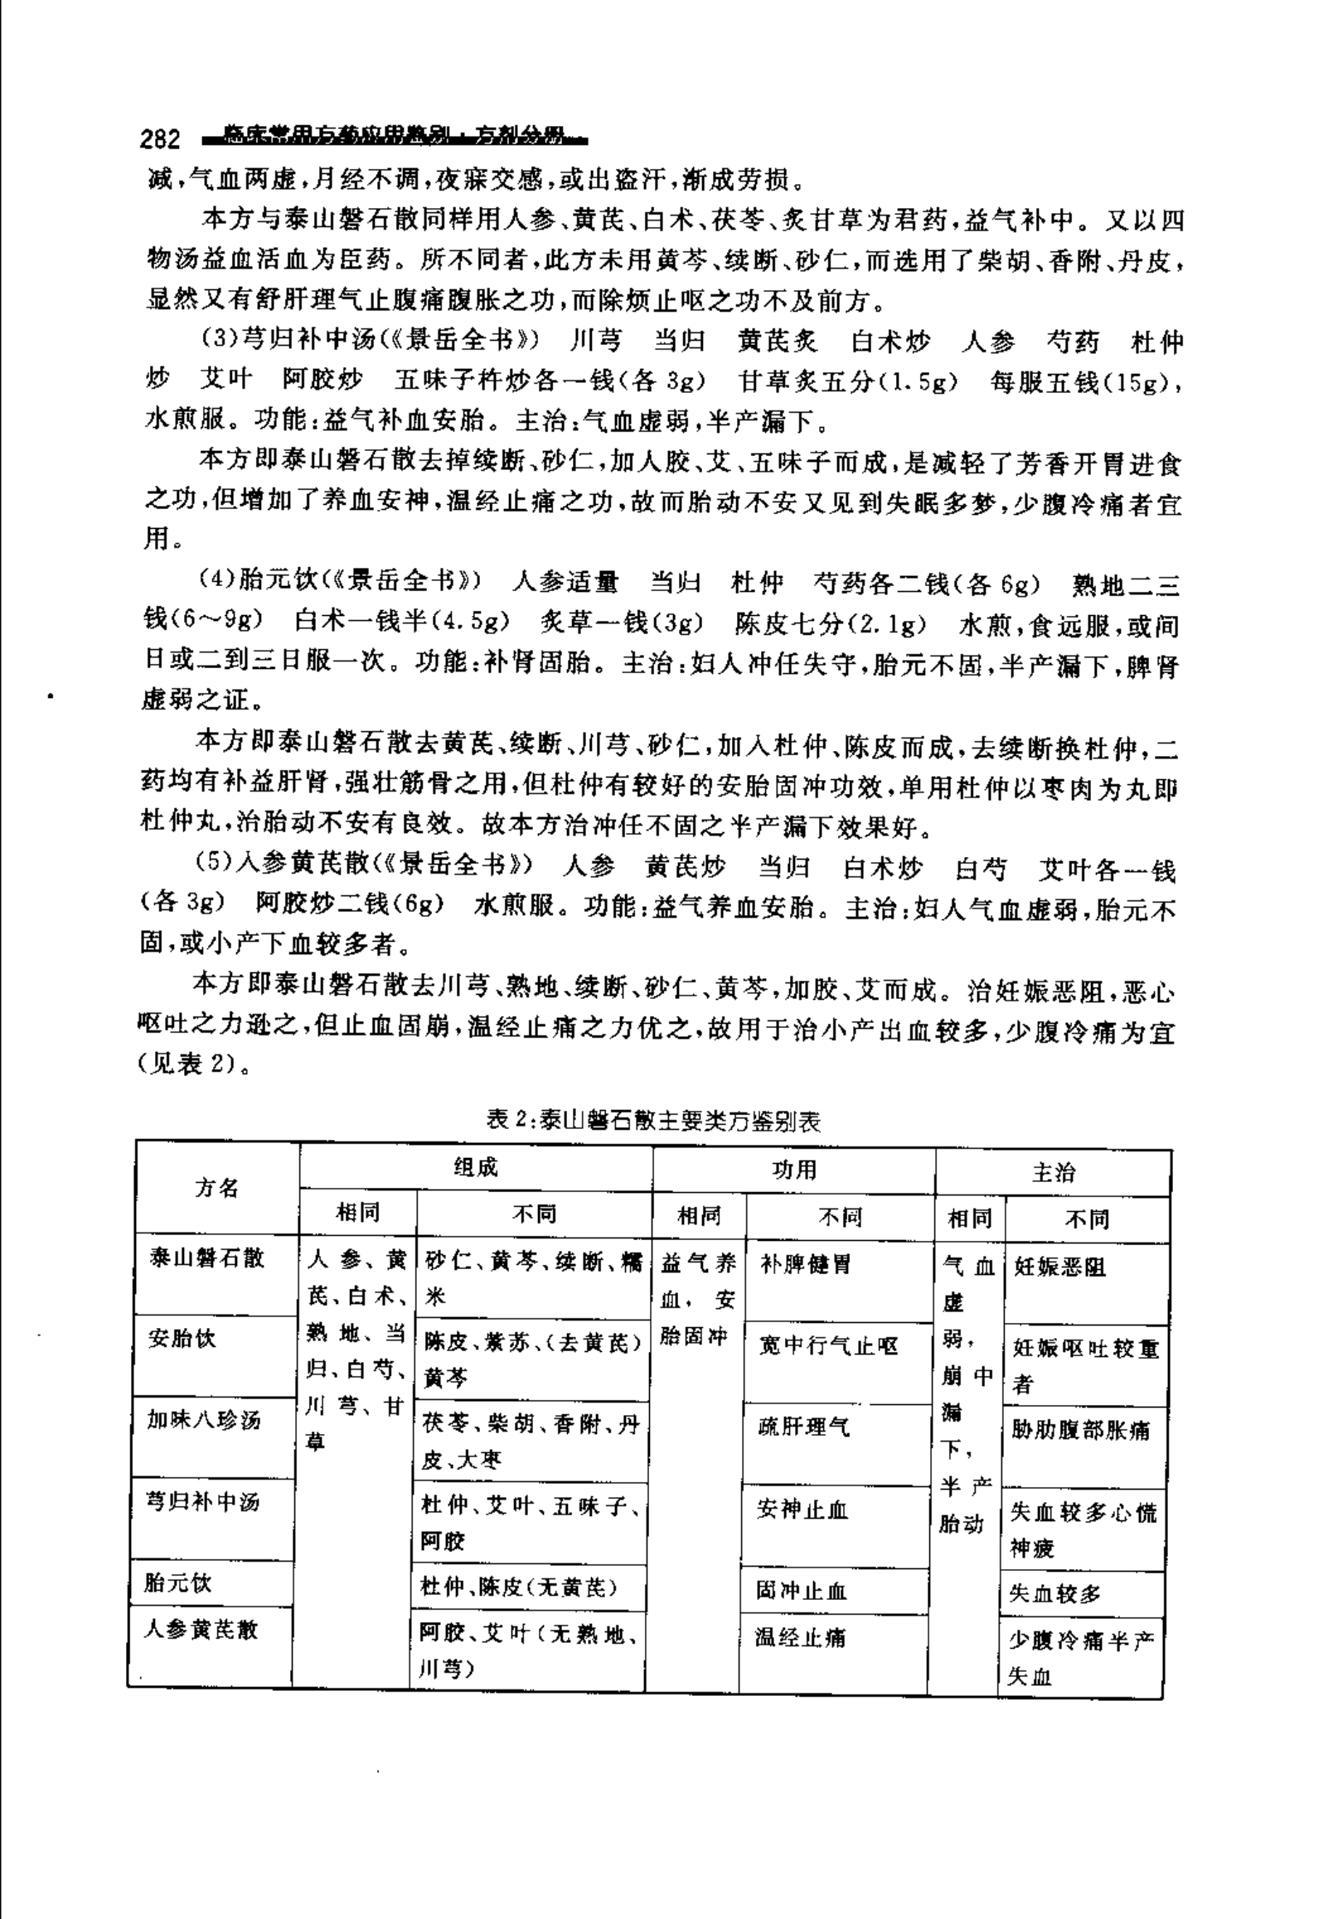 282 临床常用方药应用鉴别·方剂分册
减,气血两虚,月经不调,夜寐交感,或出盗汗,渐成劳损。
本方与泰山磐石散同样用人参、黄芪、白术、茯苓、炙甘草为君药,益气补中。又以四
物汤益血活血为臣药。所不同者,此方未用黄芩、续断、砂仁,而选用了柴胡、香附、丹皮,
显然又有舒肝理气止腹痛腹胀之功,而除烦止呕之功不及前方。
(3)芎归补中汤(《景岳全书》) 川芎 当归 黄芪炙 白术炒 人参 芍药 杜仲
炒 艾叶 阿胶炒 五味子杵炒各一钱(各3g) 甘草炙五分(1.5g) 每服五钱(15g),
水煎服。功能:益气补血安胎。主治:气血虚弱,半产漏下。
本方即泰山磐石散去掉续断、砂仁,加人胶、艾、五味子而成,是减轻了芳香开胃进食
之功,但增加了养血安神,温经止痛之功,故而胎动不安又见到失眠多梦,少腹冷痛者宜
用。
(4)胎元饮(《景岳全书》) 人参适量 当归 杜仲 芍药各二钱(各6g) 熟地二三
钱(6~9g) 白术一钱半(4.5g) 炙草一钱(3g) 陈皮七分(2.1g) 水煎,食远服,或间
日或二到三日服一次。功能:补肾固胎。主治:妇人冲任失守,胎元不固,半产漏下,脾肾
虚弱之证。
本方即泰山磐石散去黄芪、续断、川芎、砂仁,加入杜仲、陈皮而成,去续断换杜仲,二
药均有补益肝肾,强壮筋骨之用,但杜仲有较好的安胎固冲功效,单用杜仲以枣肉为丸即
杜仲丸,治胎动不安有良效。故本方治冲任不固之半产漏下效果好。
(5)人参黄芪散(《景岳全书》) 人参 黄芪炒 当归 白术炒 白芍 艾叶各一钱
(各3g) 阿胶炒二钱(6g) 水煎服。功能:益气养血安胎。主治:妇人气血虚弱,胎元不
固,或小产下血较多者。
本方即泰山磐石散去川芎、熟地、续断、砂仁、黄芩,加胶、艾而成。治妊娠恶阻,恶心
呕吐之力逊之,但止血固崩,温经止痛之力优之,故用于治小产出血较多,少腹冷痛为宜
(见表2)。
表2:泰山磐石散主要类方鉴别表
方名 组成 功用 主治
相同 不同 相同 不同 相同 不同
泰山磐石散
人参、黄
芪、白术、
熟地、当
归、白芍、
川芎、甘
草
砂仁、黄芩、续断、糯
米
益气养
血,安
胎固冲
补脾健胃
气血
虚
弱,
崩中
漏
下,
半产
胎动
妊娠恶阻
安胎饮
陈皮、紫苏、(去黄芪)
黄芩
宽中行气止呕
妊娠呕吐较重
者
加味八珍汤
茯苓、柴胡、香附、丹
皮、大枣
疏肝理气
胁肋腹部胀痛
芎归补中汤
杜仲、艾叶、五味子、
阿胶
安神止血
失血较多心慌
神疲
胎元饮
杜仲、陈皮(无黄芪)
固冲止血
失血较多
人参黄芪散
阿胶、艾叶(无熟地、
川芎)
温经止痛
少腹冷痛半产
失血